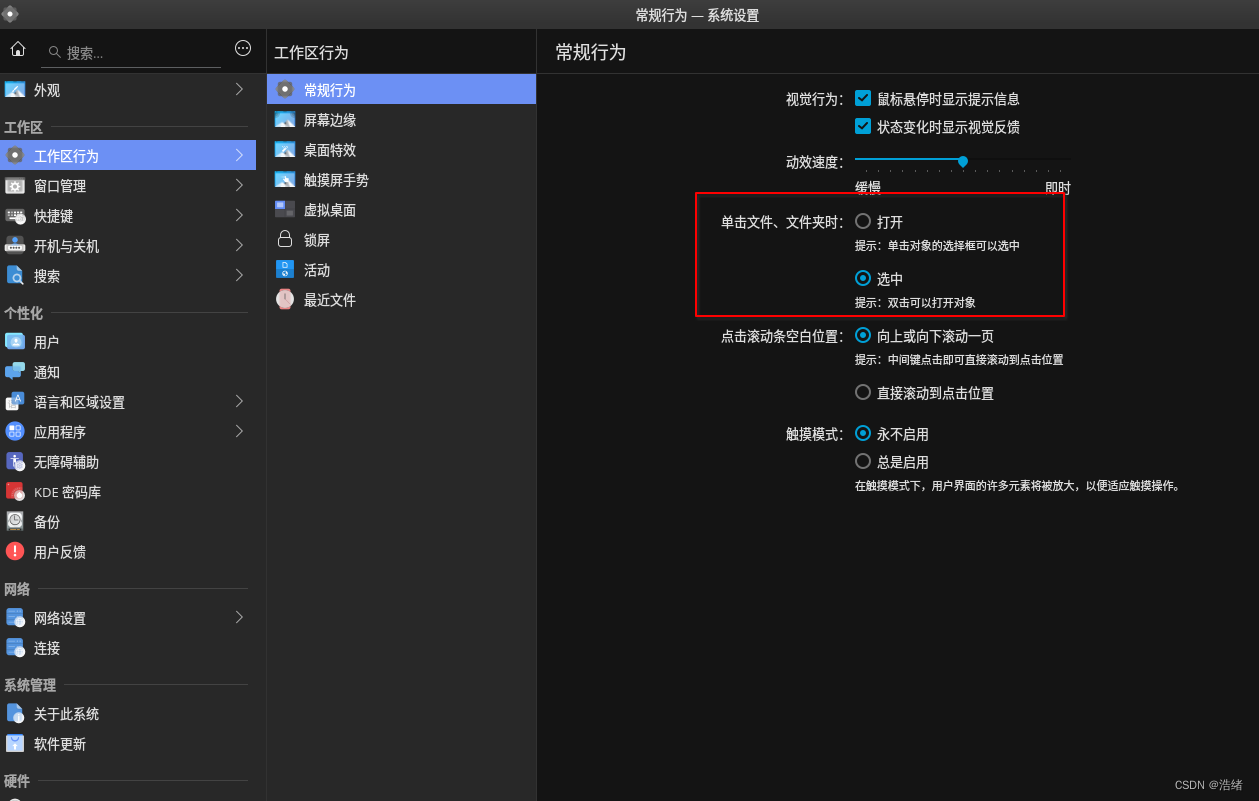 常规行为 — 系统设置
搜索...
外观
工作区
工作区行为
窗口管理
快捷键
开机与关机
搜索
个性化
用户
通知
语言和区域设置
应用程序
无障碍辅助
KDE 密码库
备份
用户反馈
网络
网络设置
连接
系统管理
关于此系统
软件更新
硬件
工作区行为
常规行为
屏幕边缘
桌面特效
触摸屏手势
虚拟桌面
锁屏
活动
最近文件
常规行为
视觉行为： 鼠标悬停时显示提示信息
状态变化时显示视觉反馈
动效速度：
缓慢 即时
单击文件、文件夹时： 打开
提示：单击对象的选择框可以选中
选中
提示：双击可以打开对象
点击滚动条空白位置： 向上或向下滚动一页
提示：中间键点击即可直接滚动到点击位置
直接滚动到点击位置
触摸模式： 永不启用
总是启用
在触摸模式下，用户界面的许多元素将被放大，以便适应触摸操作。
CSDN @浩绪